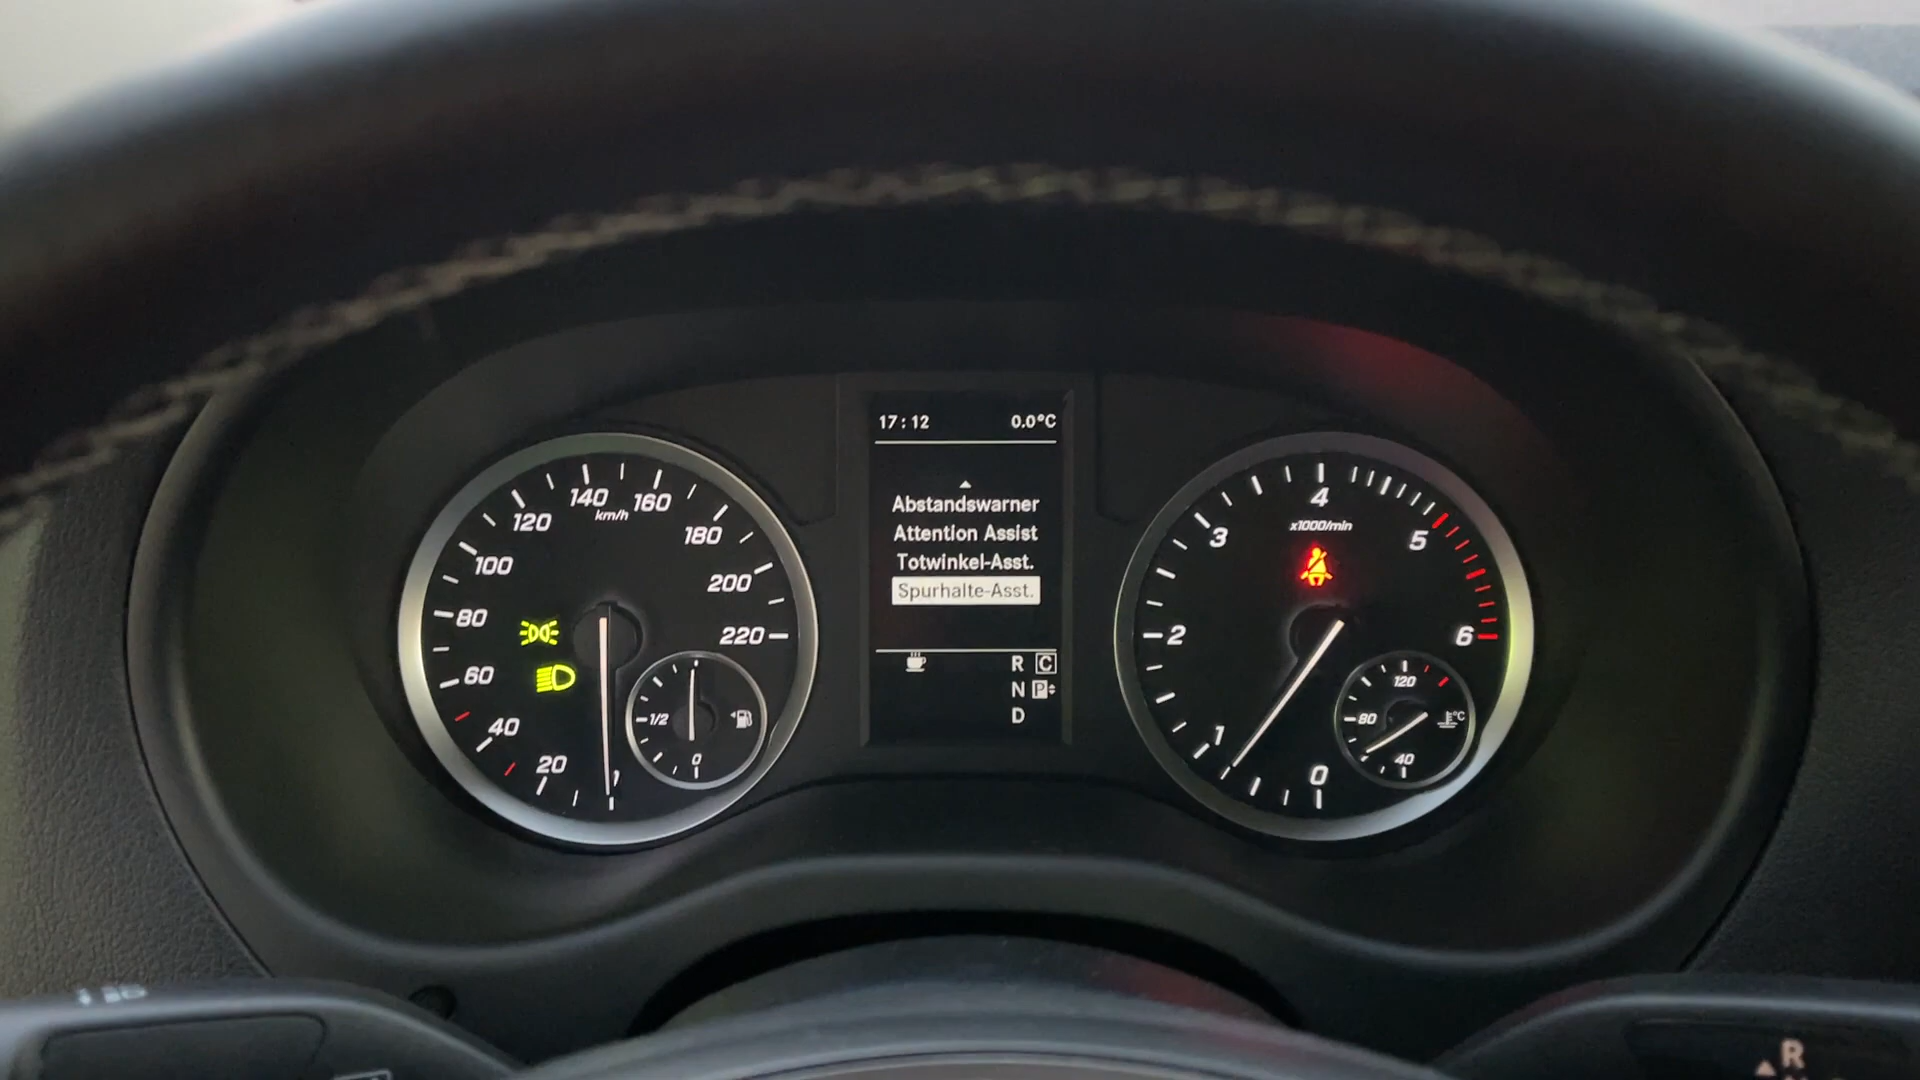 17:12 0.0°C
Abstandswarner
Attention Assist
Totwinkel-Asst.
Spurhalte-Asst.
R C
N P
D
0
20
40
60
80
100
120
140
160
180
200
220
km/h
1/2
1
0
0
1
2
3
4
5
6
x1000/min
120
80
40
°C
R